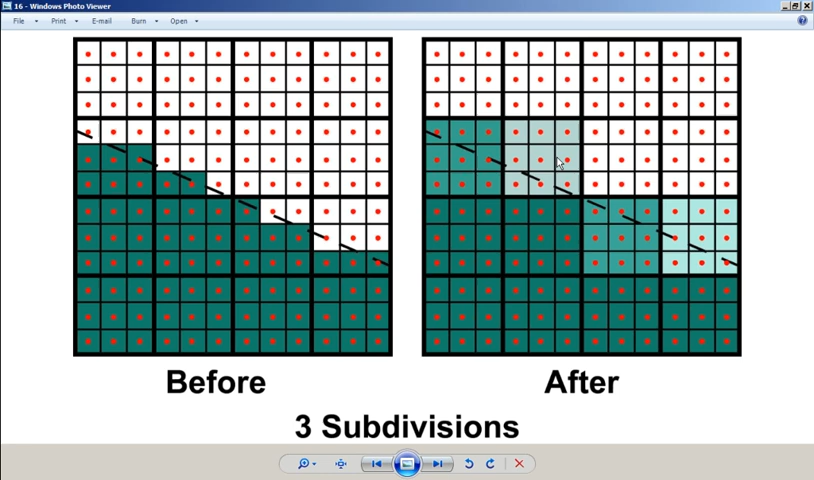 16 - Windows Photo Viewer
File Print E-mail Burn Open
Before After
3 Subdivisions